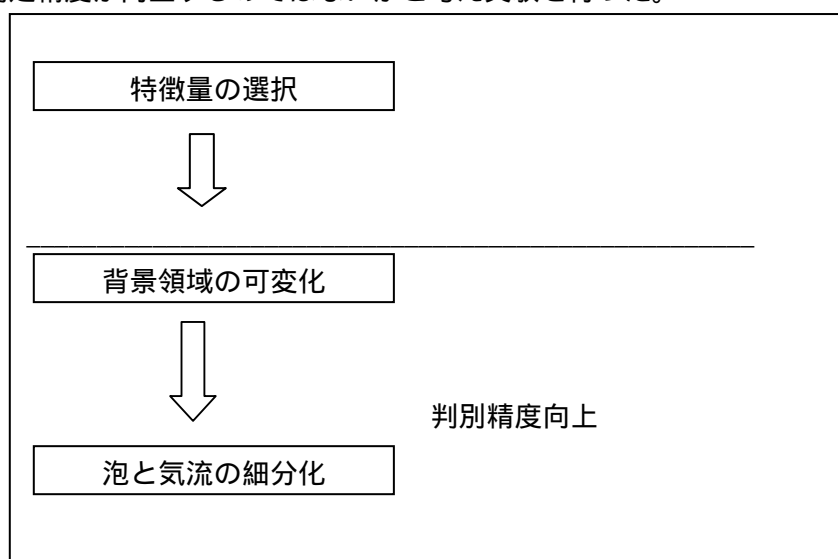 特徴量の選択
背景領域の可変化
判別精度向上
泡と気流の細分化